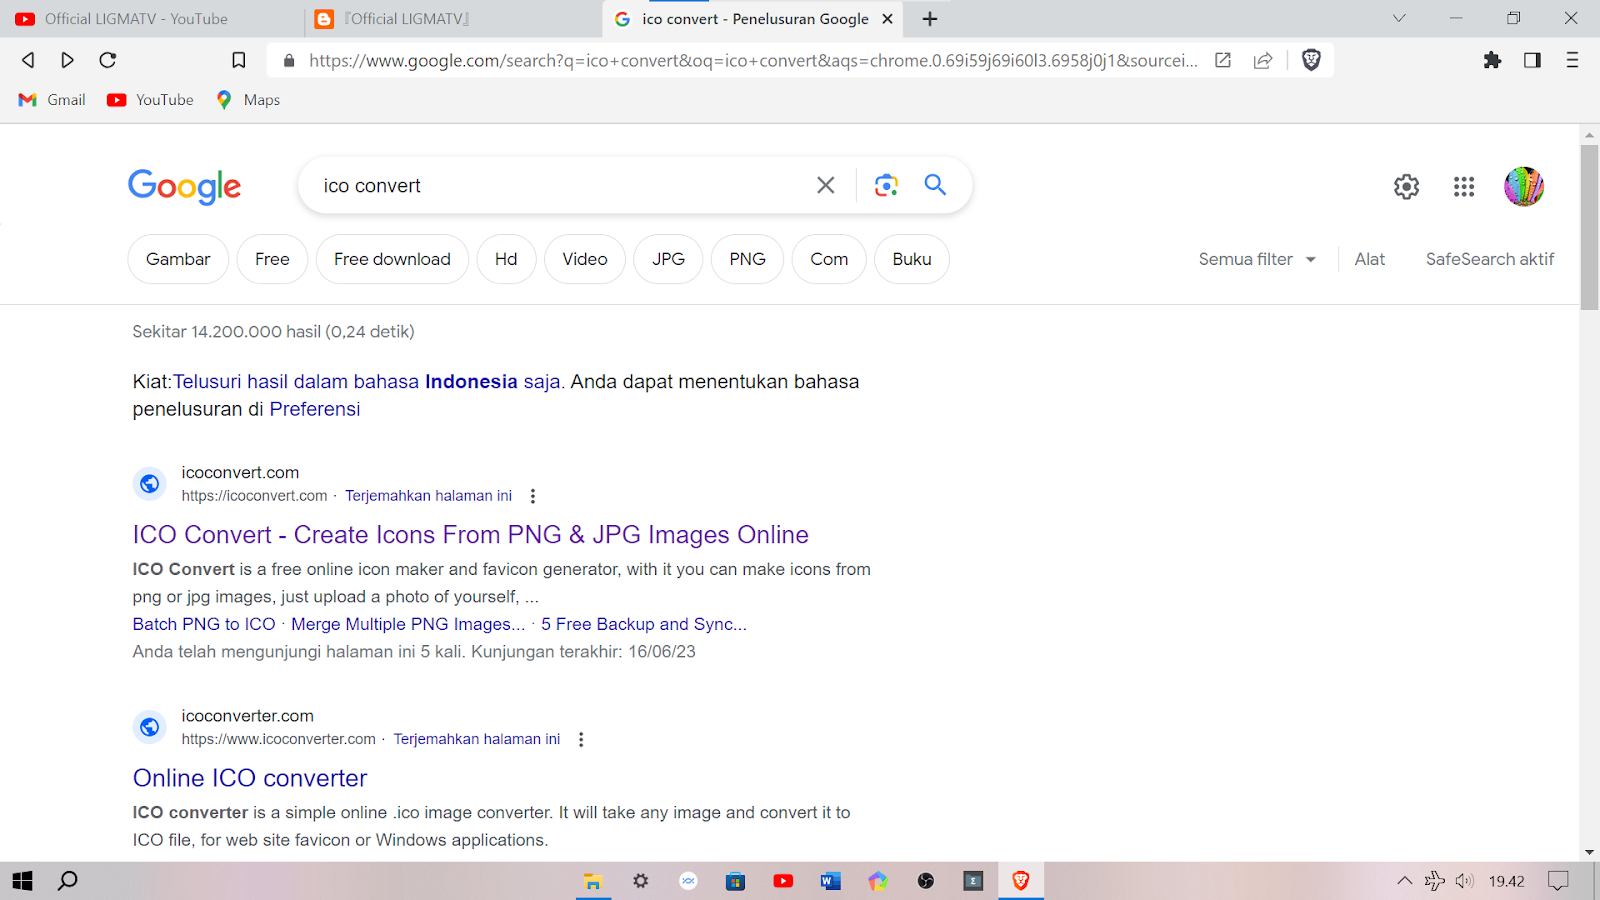 Official LIGMATV - YouTube
『Official LIGMATV』
ico convert - Penelusuran Google
https://www.google.com/search?q=ico+convert&oq=ico+convert&aqs=chrome.0.69i59j69i60l3.6958j0j1&sourcei...
Gmail YouTube Maps
Google
ico convert
Gambar Free Free download Hd Video JPG PNG Com Buku
Semua filter Alat SafeSearch aktif
Sekitar 14.200.000 hasil (0,24 detik)
Kiat:Telusuri hasil dalam bahasa Indonesia saja. Anda dapat menentukan bahasa
penelusuran di Preferensi
icoconvert.com
https://icoconvert.com · Terjemahkan halaman ini
ICO Convert - Create Icons From PNG & JPG Images Online
ICO Convert is a free online icon maker and favicon generator, with it you can make icons from
png or jpg images, just upload a photo of yourself, ...
Batch PNG to ICO · Merge Multiple PNG Images... · 5 Free Backup and Sync...
Anda telah mengunjungi halaman ini 5 kali. Kunjungan terakhir: 16/06/23
icoconverter.com
https://www.icoconverter.com · Terjemahkan halaman ini
Online ICO converter
ICO converter is a simple online .ico image converter. It will take any image and convert it to
ICO file, for web site favicon or Windows applications.
19.42